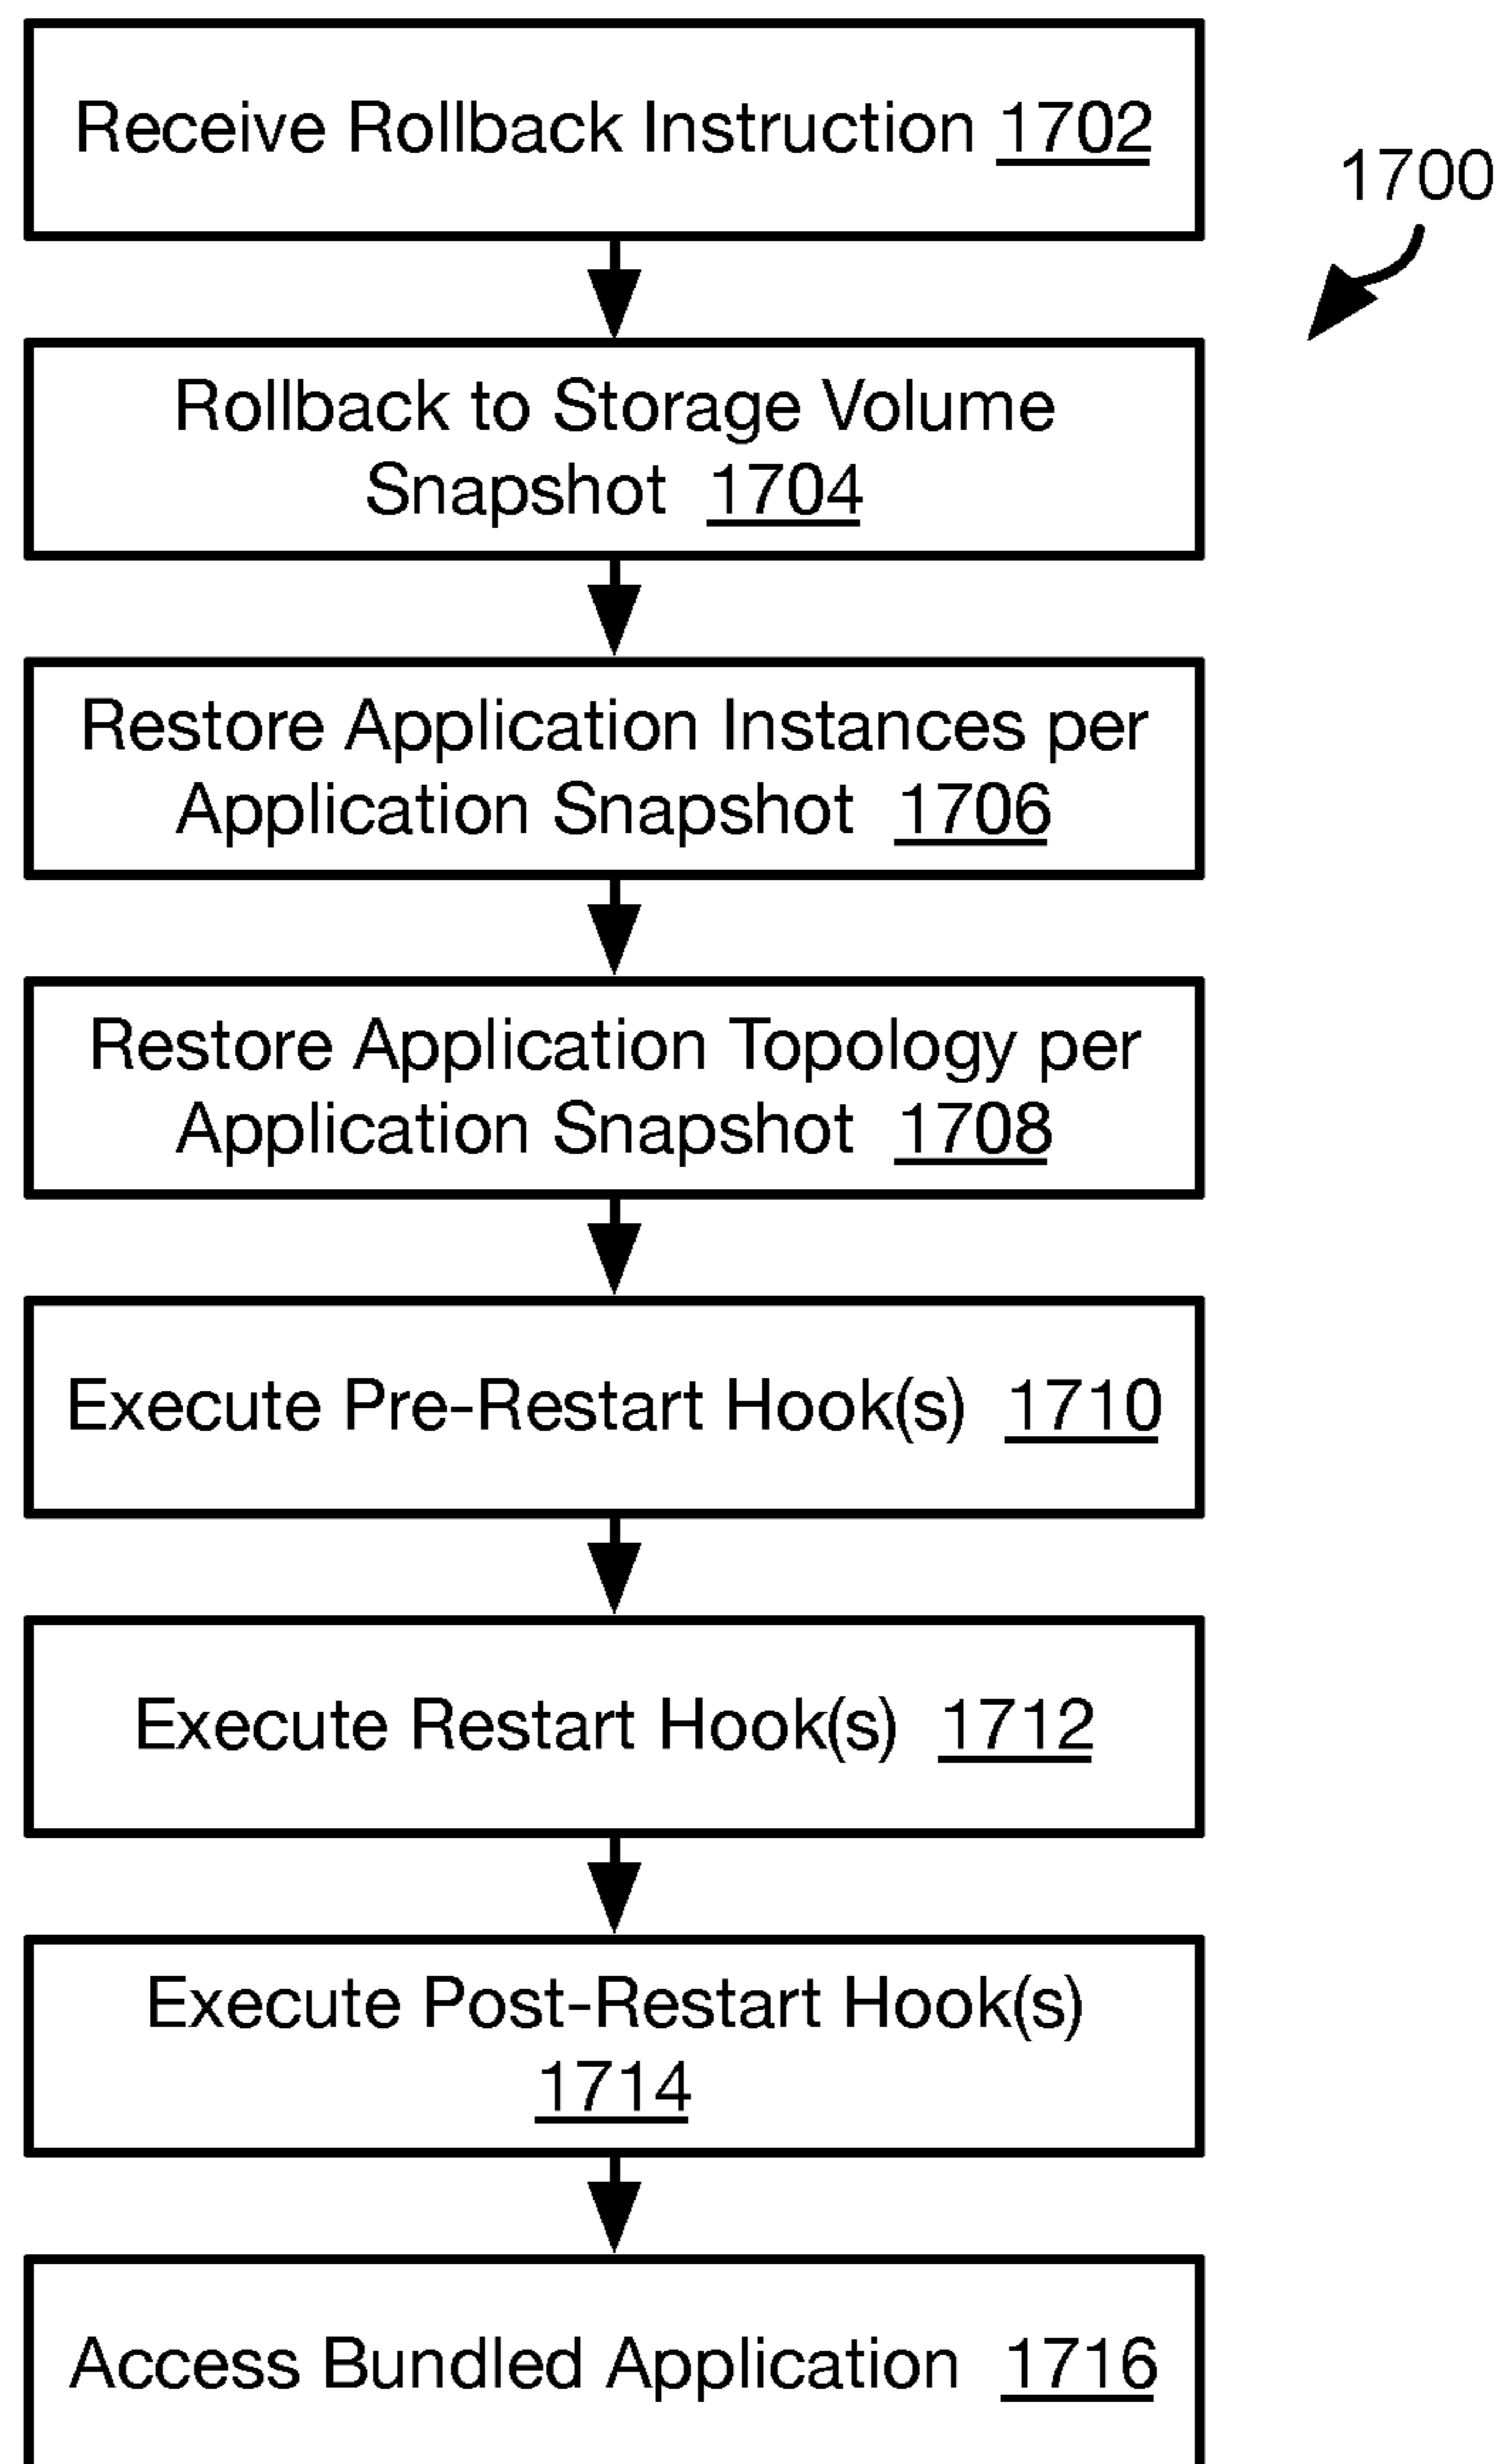 Receive Rollback Instruction 1702
1700
Rollback to Storage Volume
Snapshot 1704
Restore Application Instances per
Application Snapshot 1706
Restore Application Topology per
Application Snapshot 1708
Execute Pre-Restart Hook(s) 1710
Execute Restart Hook(s) 1712
Execute Post-Restart Hook(s)
1714
Access Bundled Application 1716